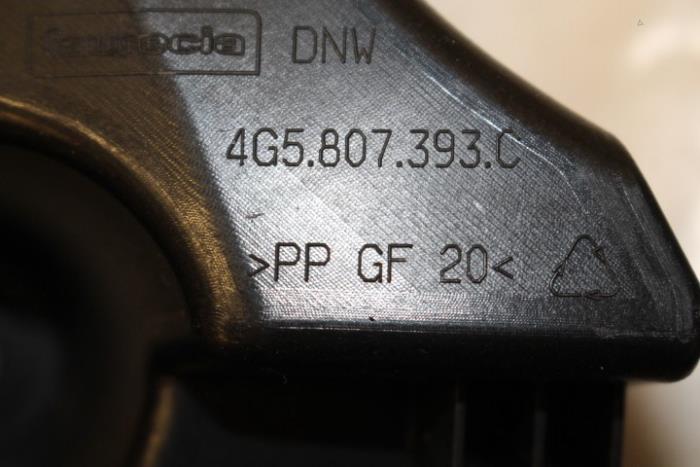 faurecia DNW
4G5.807.393.C
>PP GF 20<